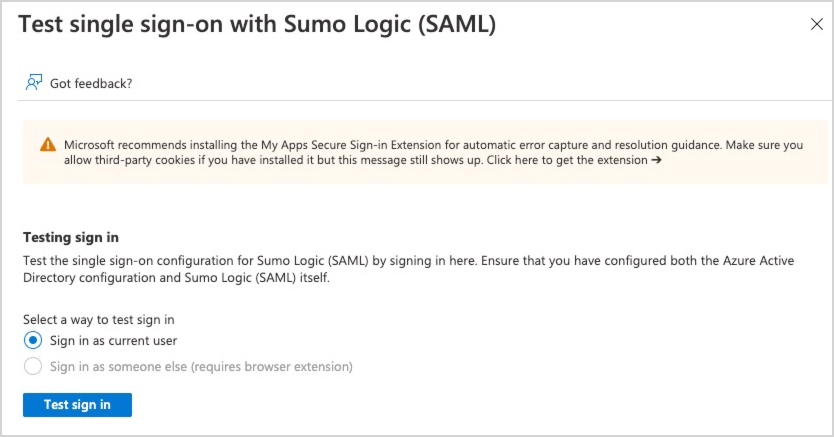 Test single sign-on with Sumo Logic (SAML)
Got feedback?
Microsoft recommends installing the My Apps Secure Sign-in Extension for automatic error capture and resolution guidance. Make sure you
allow third-party cookies if you have installed it but this message still shows up. Click here to get the extension →
Testing sign in
Test the single sign-on configuration for Sumo Logic (SAML) by signing in here. Ensure that you have configured both the Azure Active
Directory configuration and Sumo Logic (SAML) itself.
Select a way to test sign in
Sign in as current user
Sign in as someone else (requires browser extension)
Test sign in